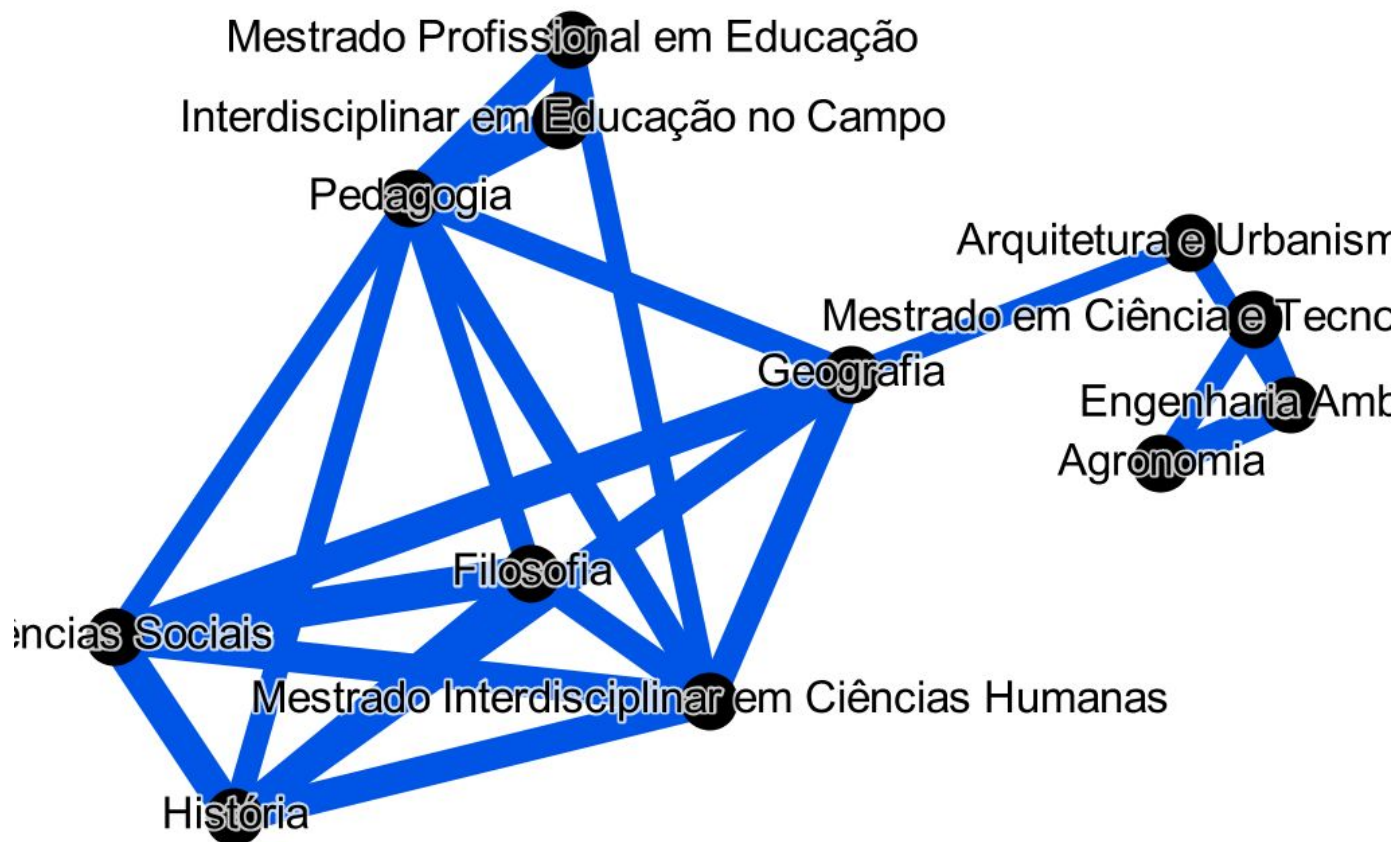 Mestrado Profissional em Educação
Interdisciplinar em Educação no Campo
Pedagogia
Arquitetura e Urbanism
Mestrado em Ciência e Tecno
Geografia
Engenharia Amb
Agronomia
Filosofia
ências Sociais
Mestrado Interdisciplinar em Ciências Humanas
História